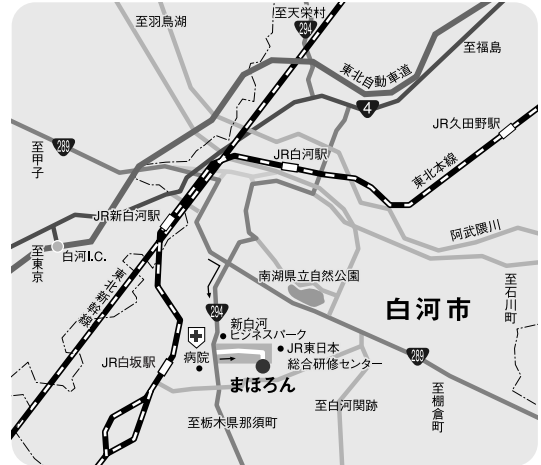 至天栄村
至羽鳥湖
294
至福島
東北自動車道
4
JR久田野駅
289
至甲子
JR白河駅
東北本線
JR新白河駅
阿武隈川
白河I.C.
至東京
東北新幹線
南湖県立自然公園
至石川町
白河市
294
新白河
ビジネスパーク
JR東日本
総合研修センター
289
病院
JR白坂駅
まほろん
至棚倉町
至白河関跡
至栃木県那須町